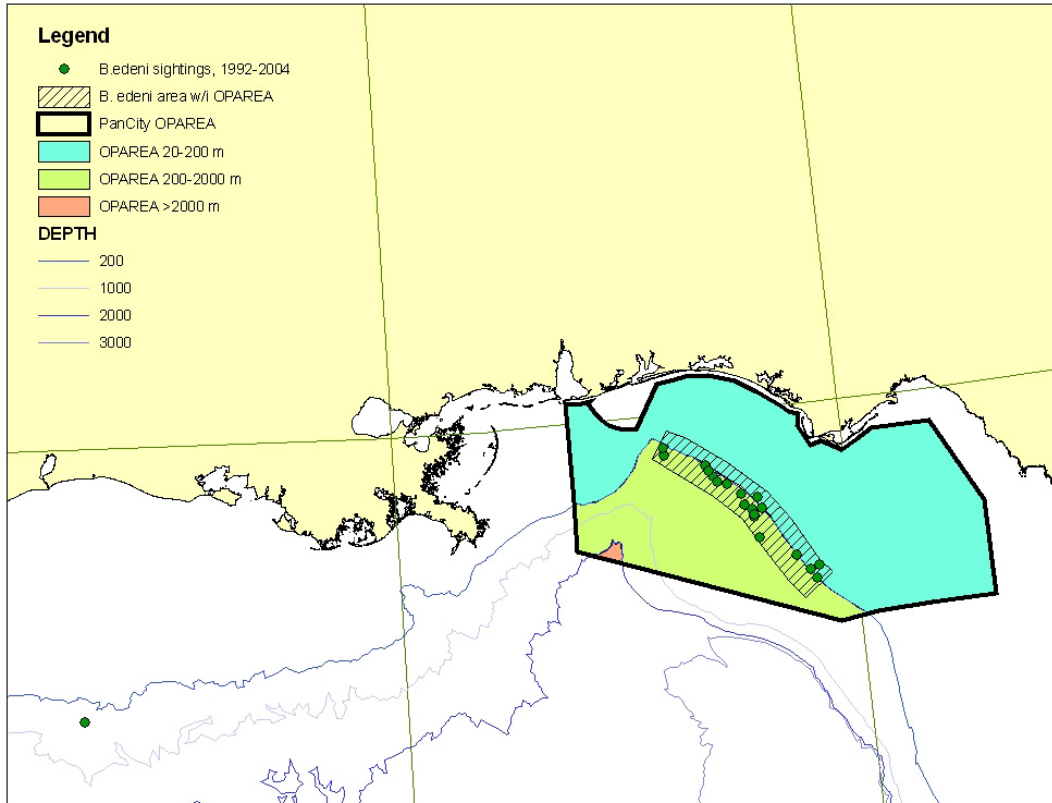 Legend
B.edeni sightings, 1992-2004
B. edeni area w/i OPAREA
PanCity OPAREA
OPAREA 20-200 m
OPAREA 200-2000 m
OPAREA >2000 m
DEPTH
200
1000
2000
3000